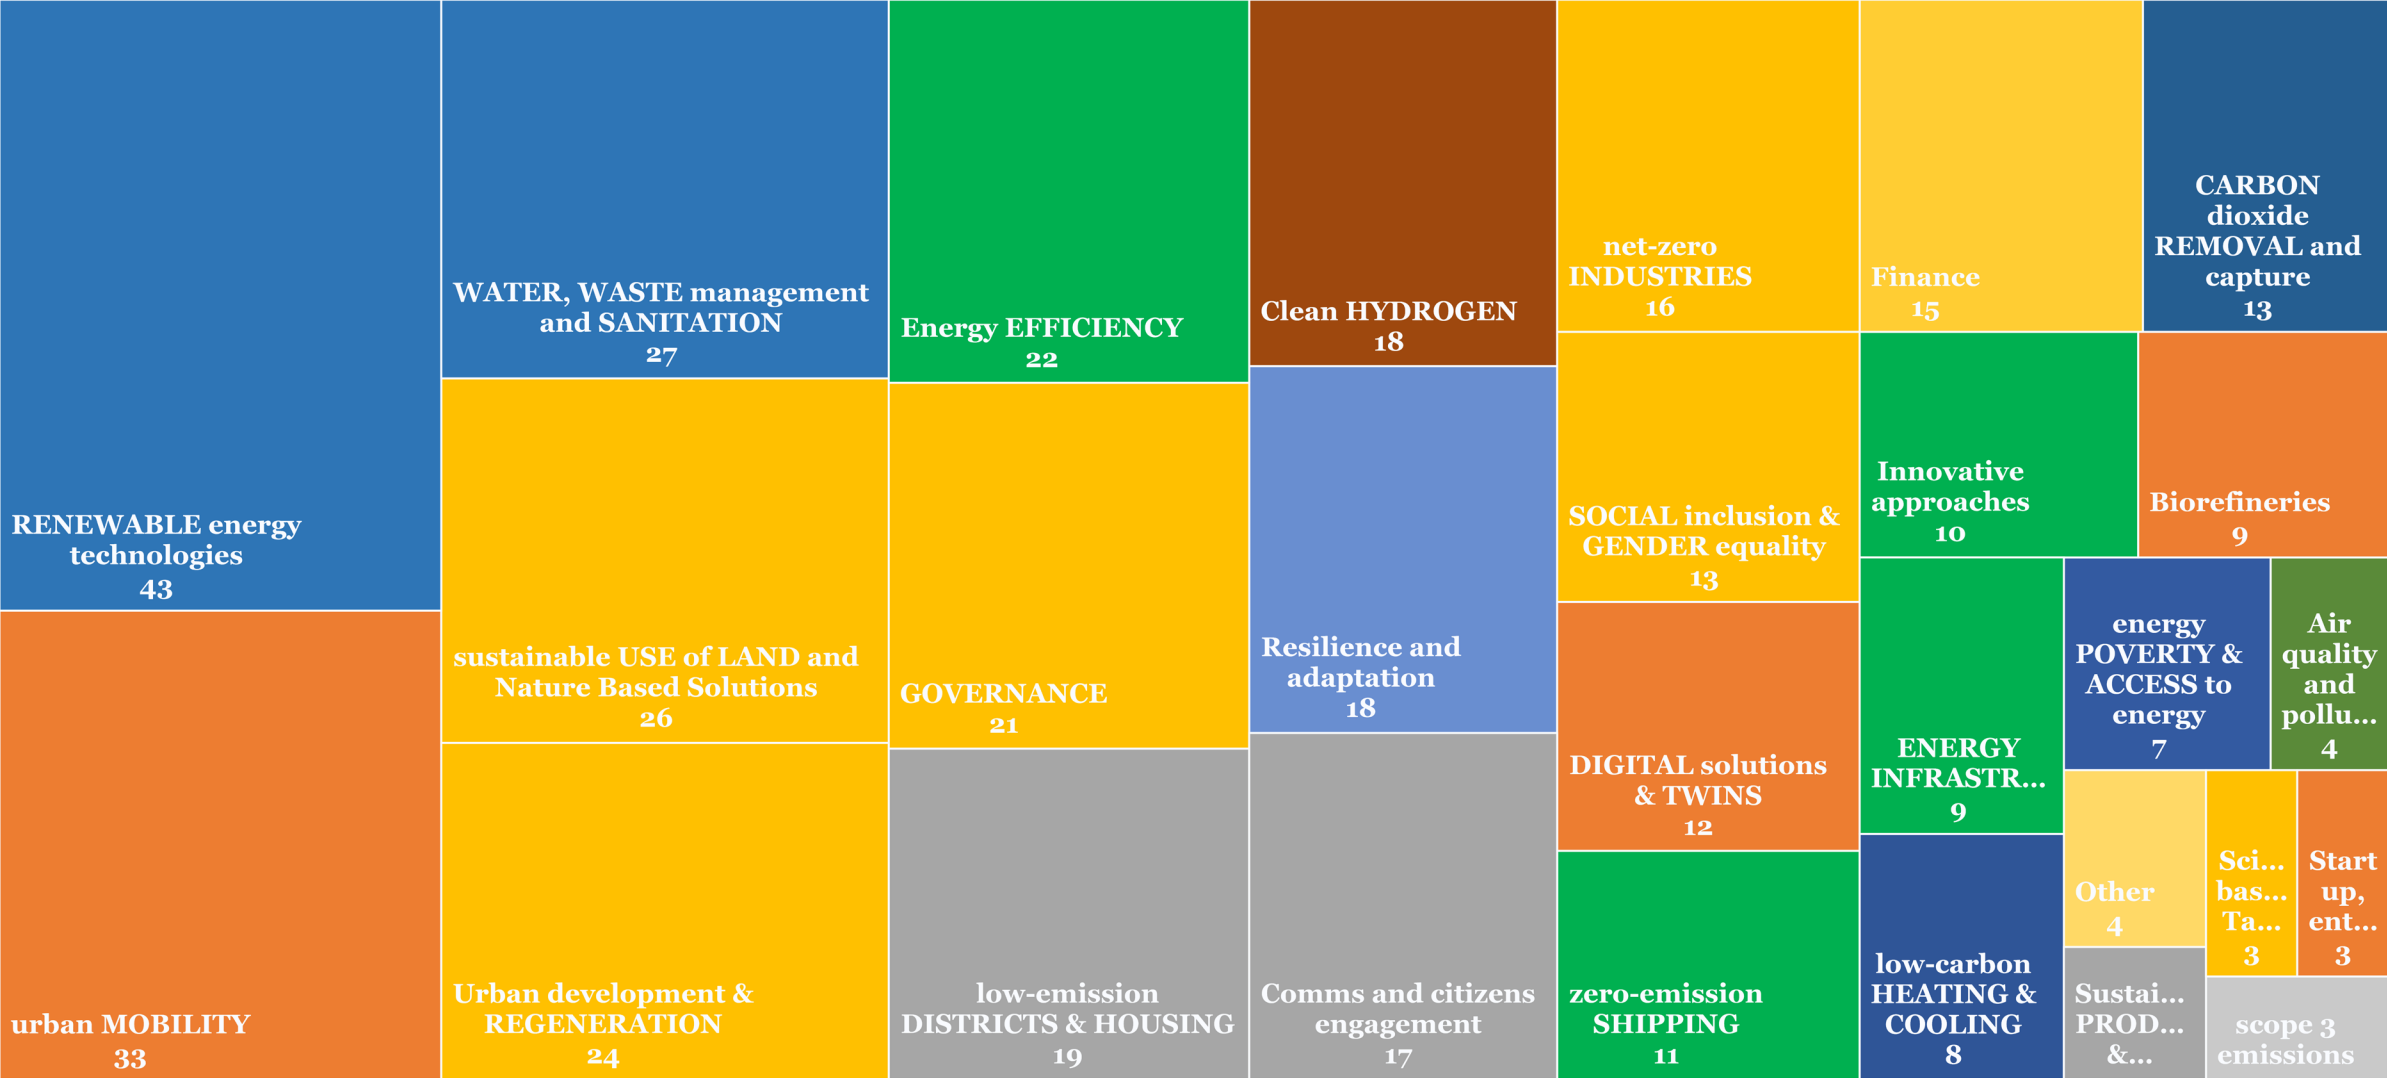 RENEWABLE energy
technologies
43
urban MOBILITY
33
WATER, WASTE management
and SANITATION
27
sustainable USE of LAND and
Nature Based Solutions
26
Urban development &
REGENERATION
24
Energy EFFICIENCY
22
GOVERNANCE
21
low-emission
DISTRICTS & HOUSING
19
Clean HYDROGEN
18
Resilience and
adaptation
18
Comms and citizens
engagement
17
net-zero
INDUSTRIES
16
SOCIAL inclusion &
GENDER equality
13
DIGITAL solutions
& TWINS
12
zero-emission
SHIPPING
11
Finance
15
CARBON
dioxide
REMOVAL and
capture
13
Innovative
approaches
10
Biorefineries
9
ENERGY
INFRASTR...
9
low-carbon
HEATING &
COOLING
8
energy
POVERTY &
ACCESS to
energy
7
Air
quality
and
pollu...
4
Other
4
Sci...
bas...
Ta...
3
Start
up,
ent...
3
Sustai...
PROD...
&...
scope 3
emissions